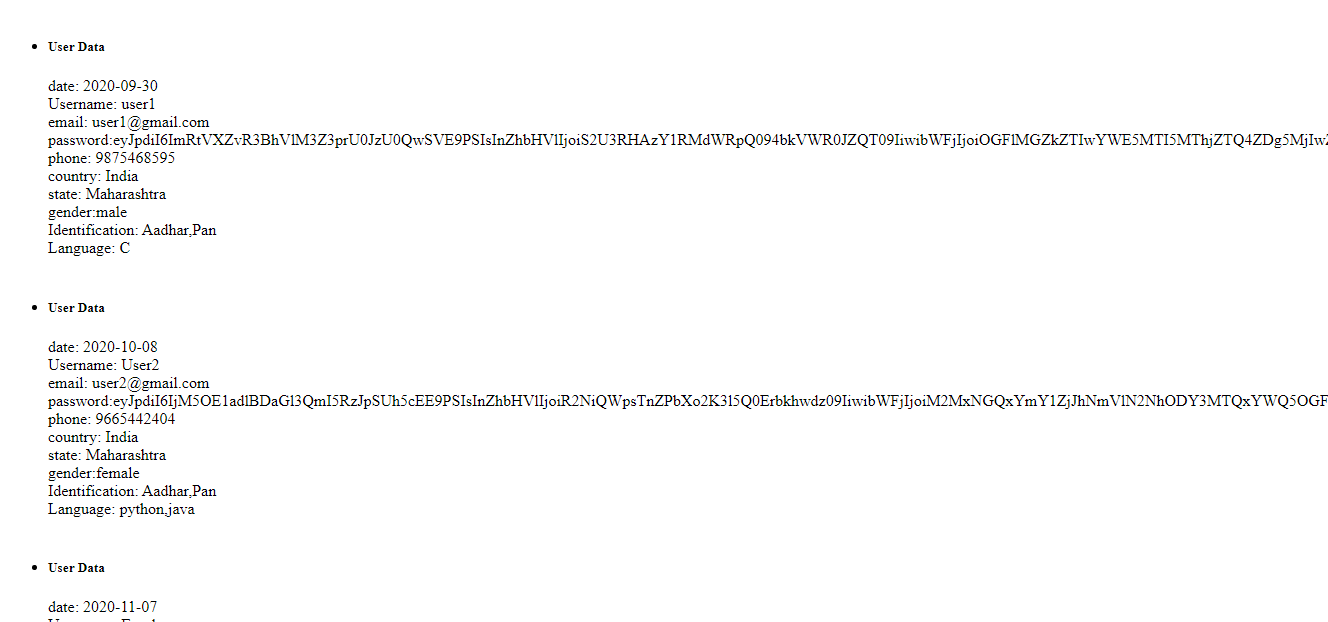 User Data
date: 2020-09-30
Username: user1
email: user1@gmail.com
password:eyJpdiI6ImRtVXZvR3BhVlM3Z3prU0JzU0QwSVE9PSIsInZhbHVlIjoiS2U3RHAzY1RMdWRpQ094bkVWR0JZQT09IiwibWFjIjoiOGFlMGZkZTIwYWE5MTI5MThjZTQ4ZDg5MjIwZ
phone: 9875468595
country: India
state: Maharashtra
gender:male
Identification: Aadhar,Pan
Language: C
User Data
date: 2020-10-08
Username: User2
email: user2@gmail.com
password:eyJpdiI6IjM5OE1adlBDaGl3QmI5RzJpSUh5cEE9PSIsInZhbHVlIjoiR2NiQWpsTnZPbXo2K3l5Q0Erbkhwdz09IiwibWFjIjoiM2MxNGQxYmY1ZjJhNmVlN2NhODY3MTQxYWQ5OGF
phone: 9665442404
country: India
state: Maharashtra
gender:female
Identification: Aadhar,Pan
Language: python,java
User Data
date: 2020-11-07